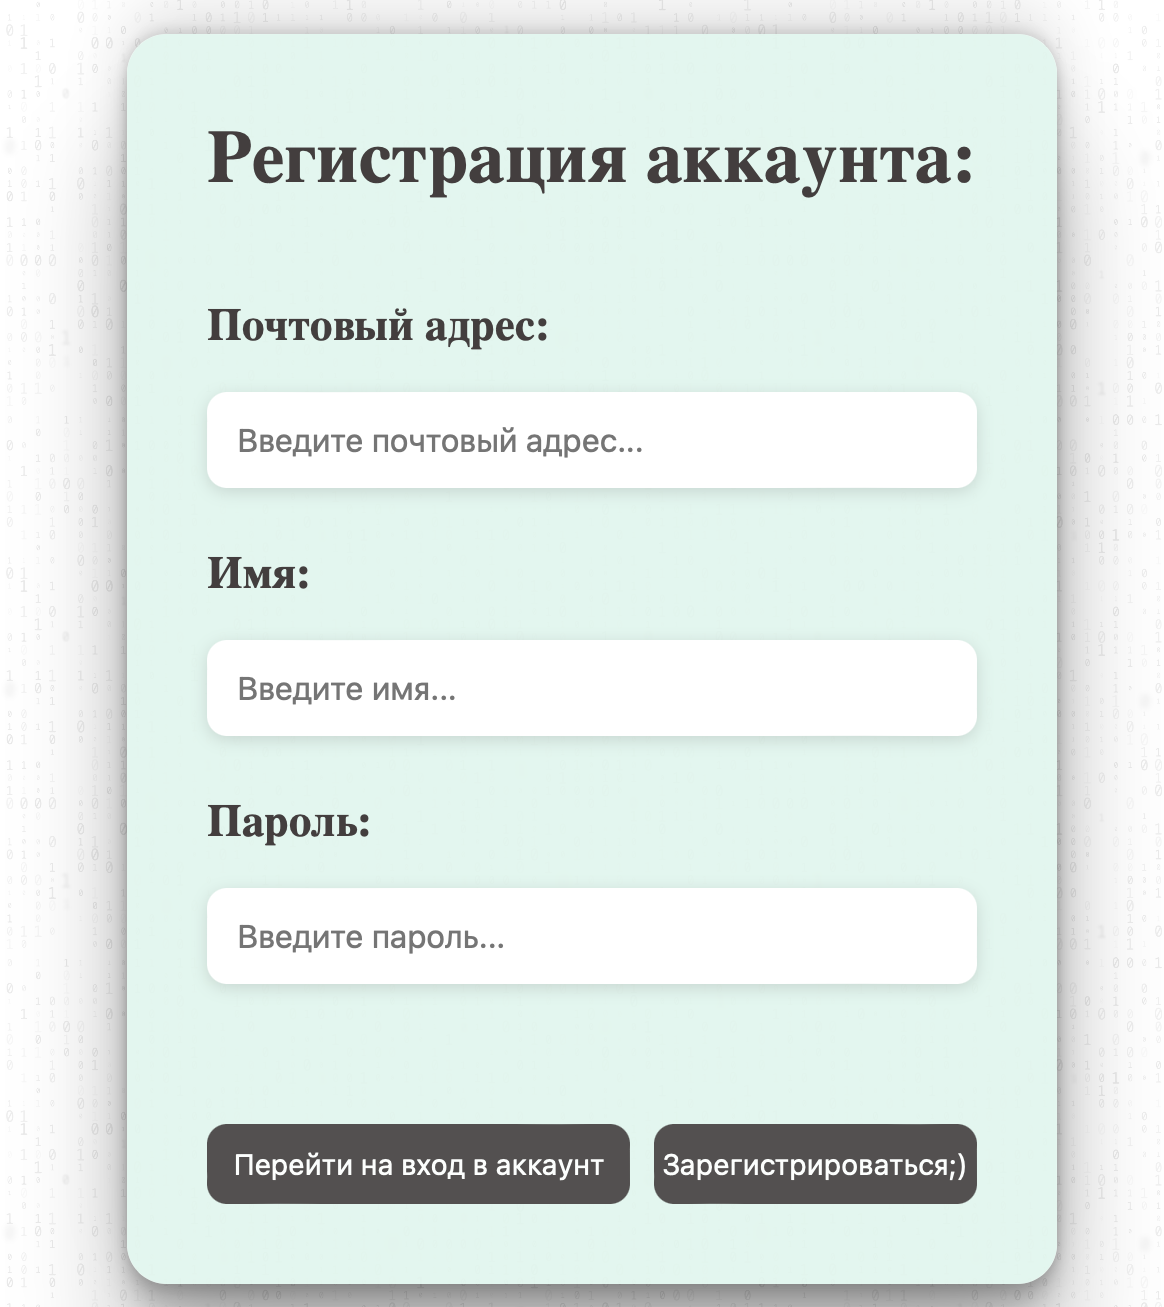 Регистрация аккаунта:
Почтовый адрес:
Введите почтовый адрес...
Имя:
Введите имя...
Пароль:
Введите пароль...
Перейти на вход в аккаунт
Зарегистрироваться;)